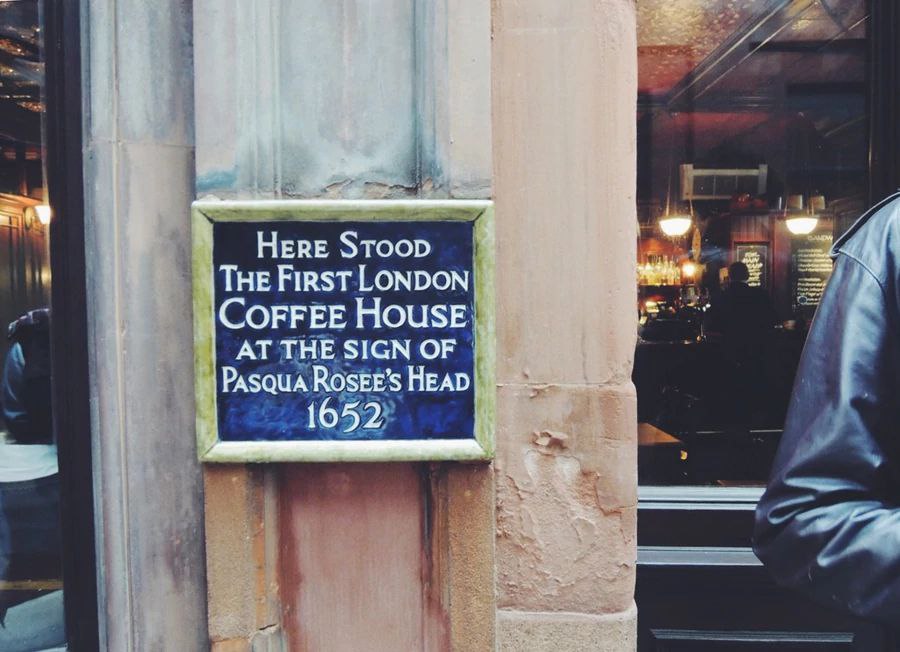 HERE STOOD
THE FIRST LONDON
COFFEE HOUSE
AT THE SIGN OF
PASQUA ROSEE'S HEAD
1652